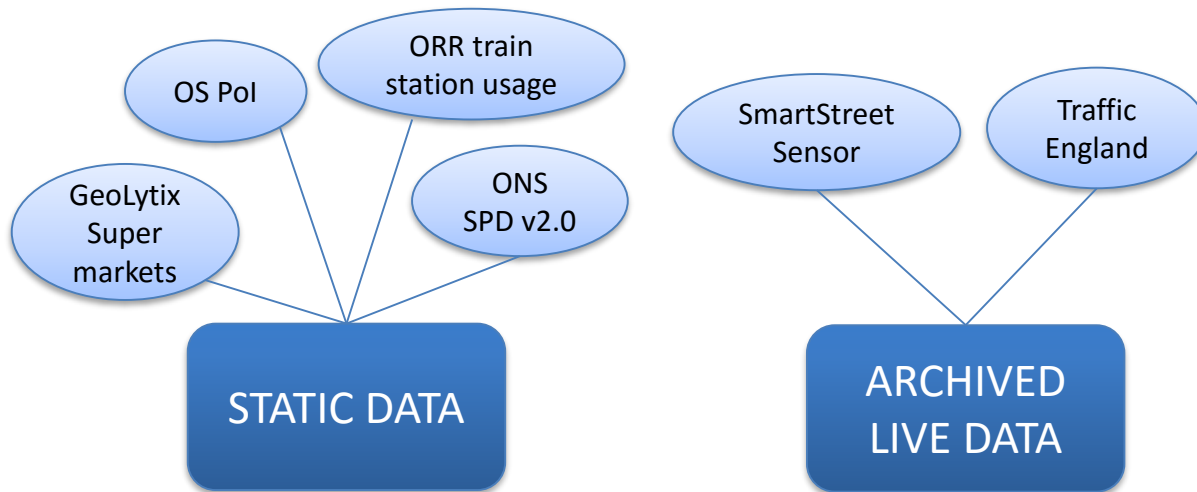 OS PoI
ORR train
station usage
GeoLytix
Super
markets
ONS
SPD v2.0
STATIC DATA
SmartStreet
Sensor
Traffic
England
ARCHIVED
LIVE DATA